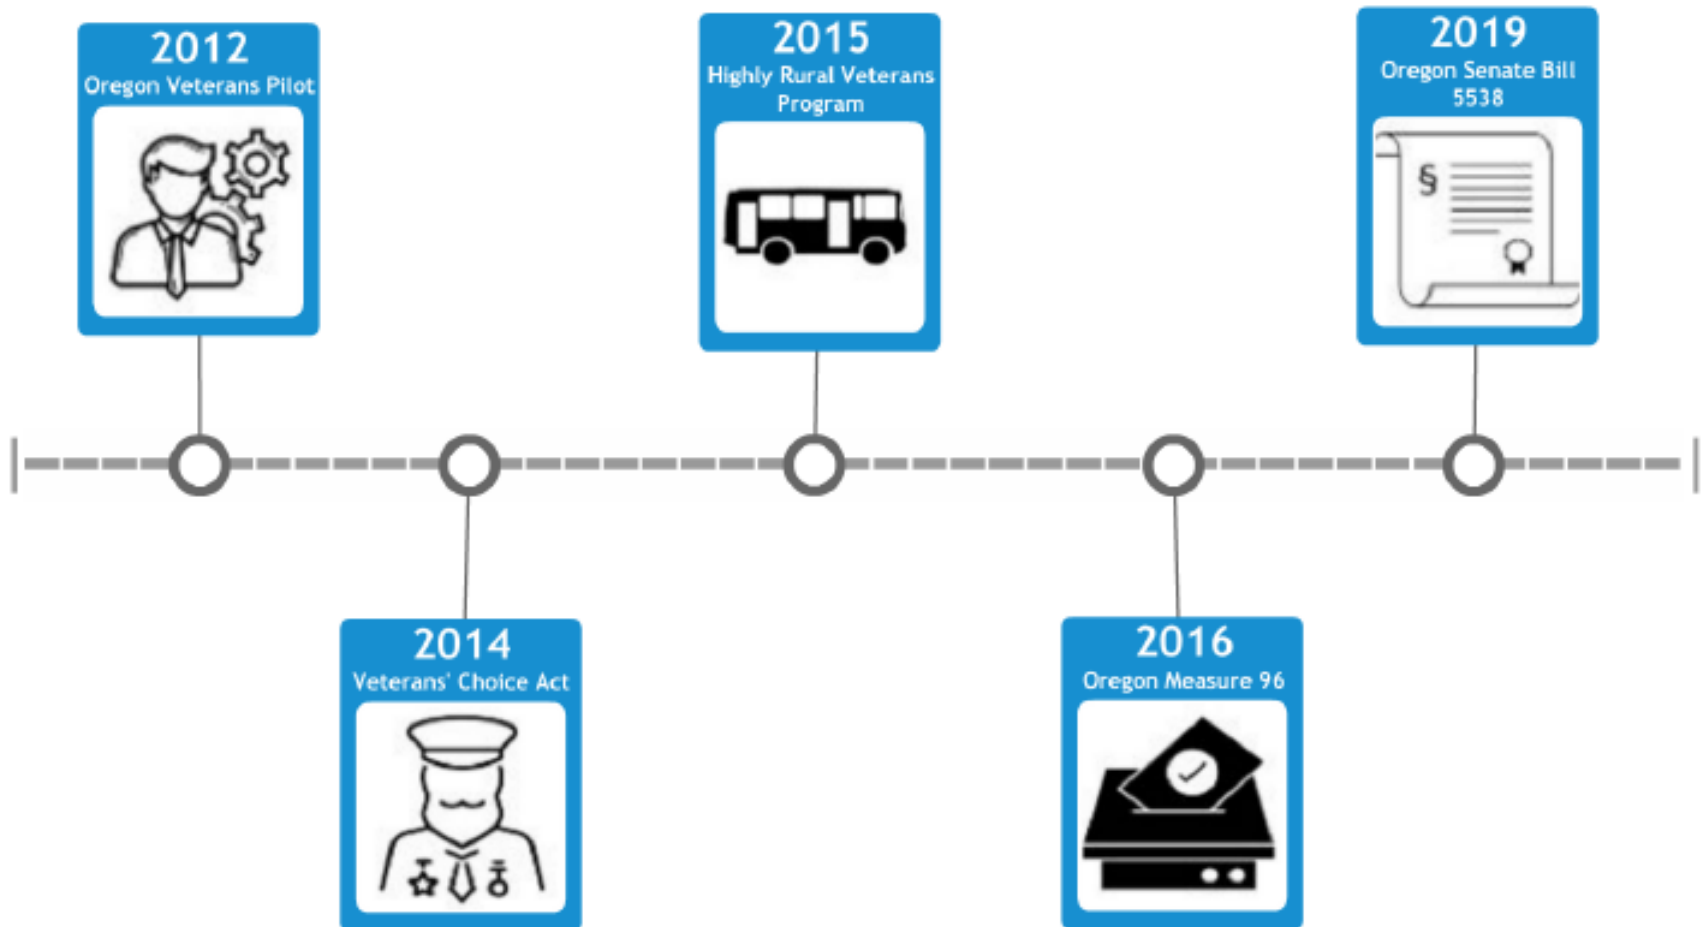 2012
Oregon Veterans Pilot
2014
Veterans' Choice Act
2015
Highly Rural Veterans
Program
2016
Oregon Measure 96
2019
Oregon Senate Bill
5538
§